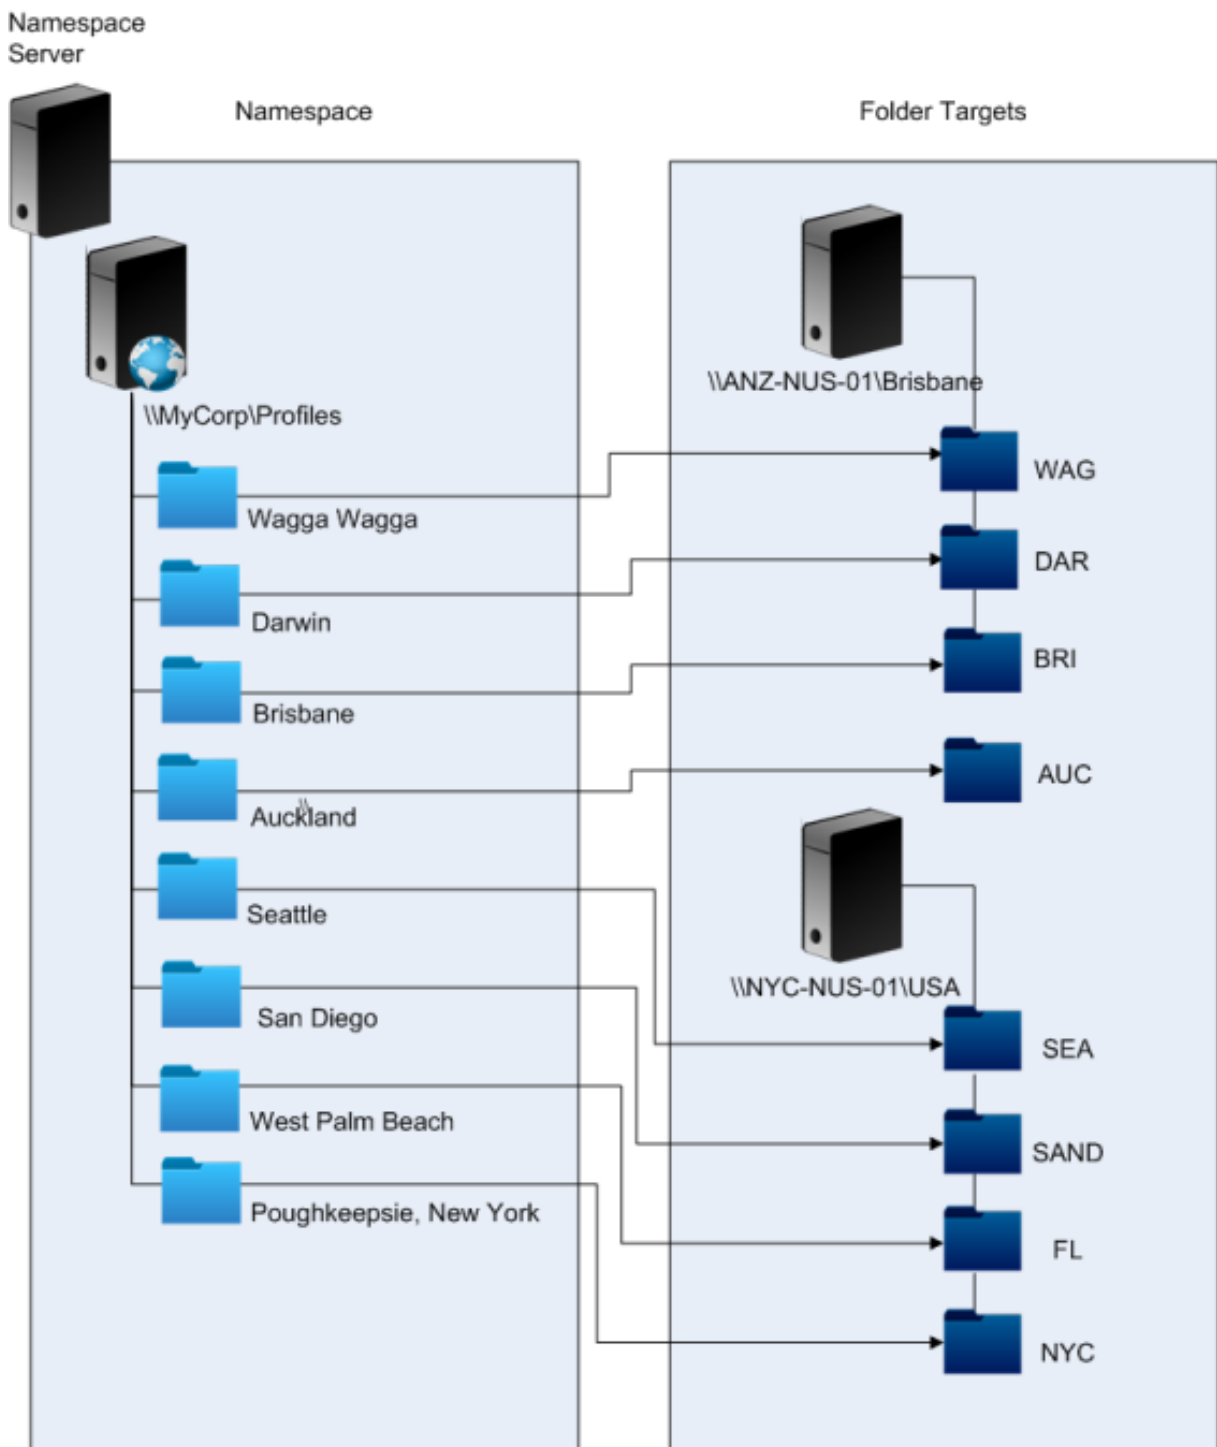 Namespace
Server
Namespace
Folder Targets
\\ANZ-NUS-01\Brisbane
\\MyCorp\Profiles
WAG
Wagga Wagga
DAR
Darwin
BRI
Brisbane
AUC
\\
Auckland
Seattle
\\NYC-NUS-01\USA
San Diego
SEA
West Palm Beach
SAND
Poughkeepsie, New York
FL
NYC